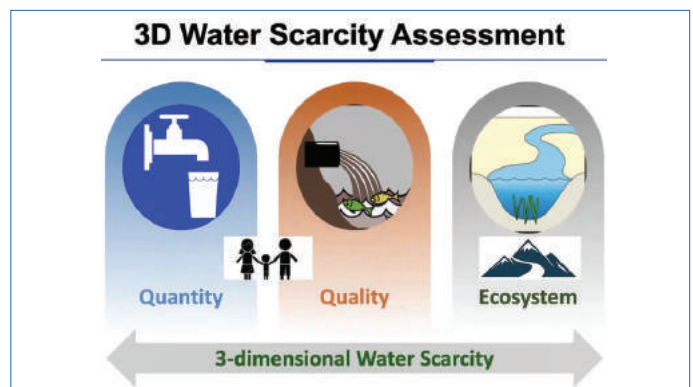 3D Water Scarcity Assessment
Quantity
Quality
Ecosystem
3-dimensional Water Scarcity